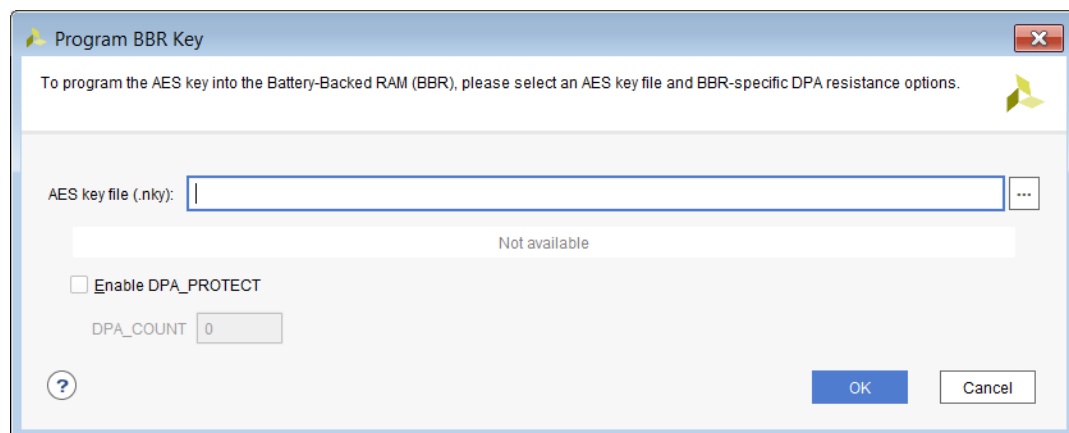 Program BBR Key
To program the AES key into the Battery-Backed RAM (BBR), please select an AES key file and BBR-specific DPA resistance options.
AES key file (.nky):
...
Not available
Enable DPA_PROTECT
DPA_COUNT 0
?
OK Cancel